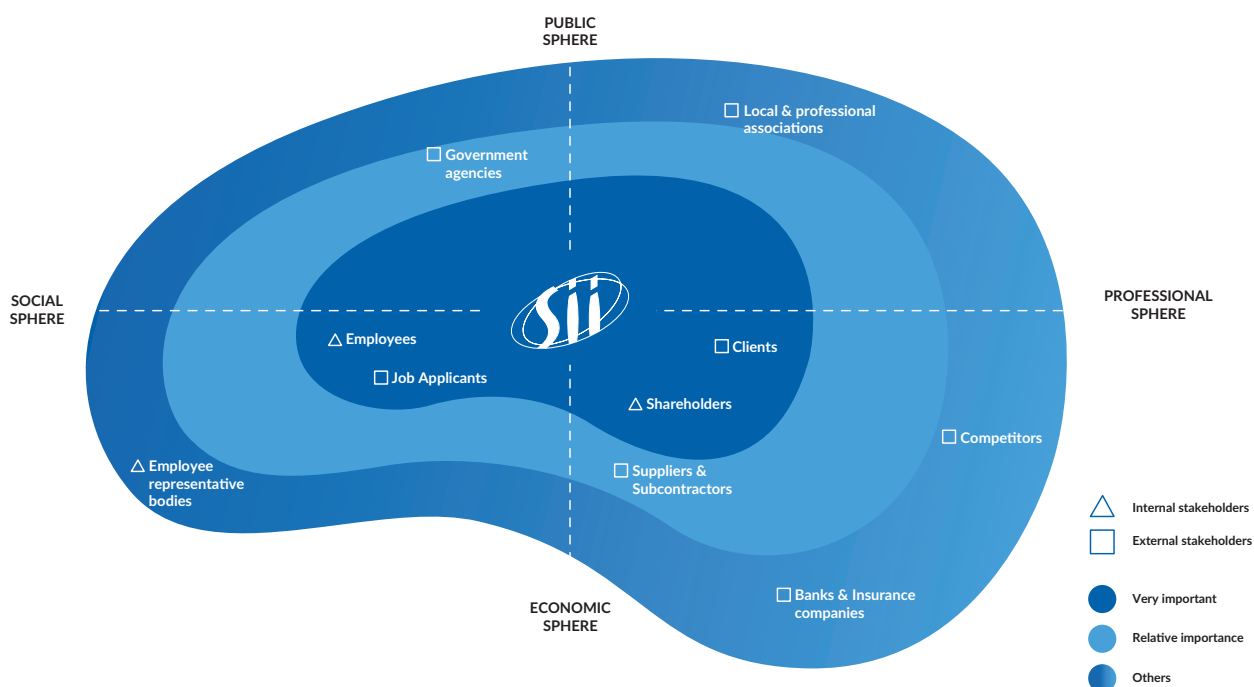 PUBLIC
SPHERE
Local & professional
associations
Government
agencies
SOCIAL
SPHERE
sii
PROFESSIONAL
SPHERE
Employees
Clients
Job Applicants
Shareholders
Competitors
Employee
representative
bodies
Suppliers &
Subcontractors
Internal stakeholders
External stakeholders
Banks & Insurance
companies
ECONOMIC
SPHERE
Very important
Relative importance
Others